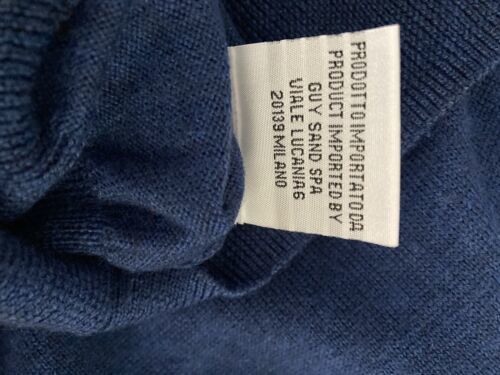 PRODOTTO IMPORTATO DA
PRODUCT IMPORTED BY
GUY SAND SPA
VIALE LUCANIA 6
20139 MILANO